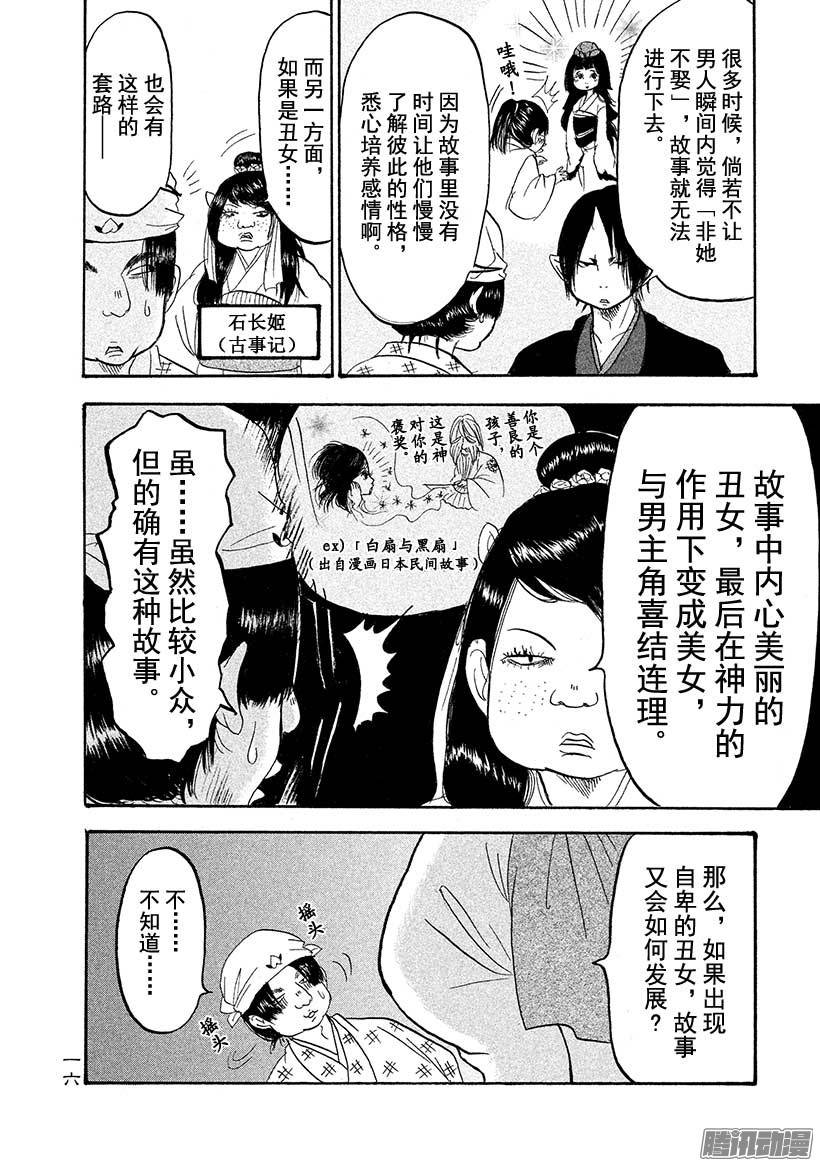 很多时候，倘若不让
男人瞬间内觉得「非她
不娶」，故事就无法
进行下去。
哇哦！
因为故事里没有
时间让他们慢慢
了解彼此的性格，
悉心培养感情啊。
而另一方面，
如果是丑女……
石长姬
（古事记）
也会有
这样的
套路——
故事中内心美丽的
丑女，最后在神力的
作用下变成美女，
与男主角喜结连理。
你是个
善良的
孩子，
这是神
对你的
褒奖。
ex)「白扇与黑扇」
（出自漫画日本民间故事）
虽……虽然比较小众，
但的确有这种故事。
那么，如果出现
自卑的丑女，故事
又会如何发展？
摇头
摇头
不……
不知道……
一六
腾讯动漫